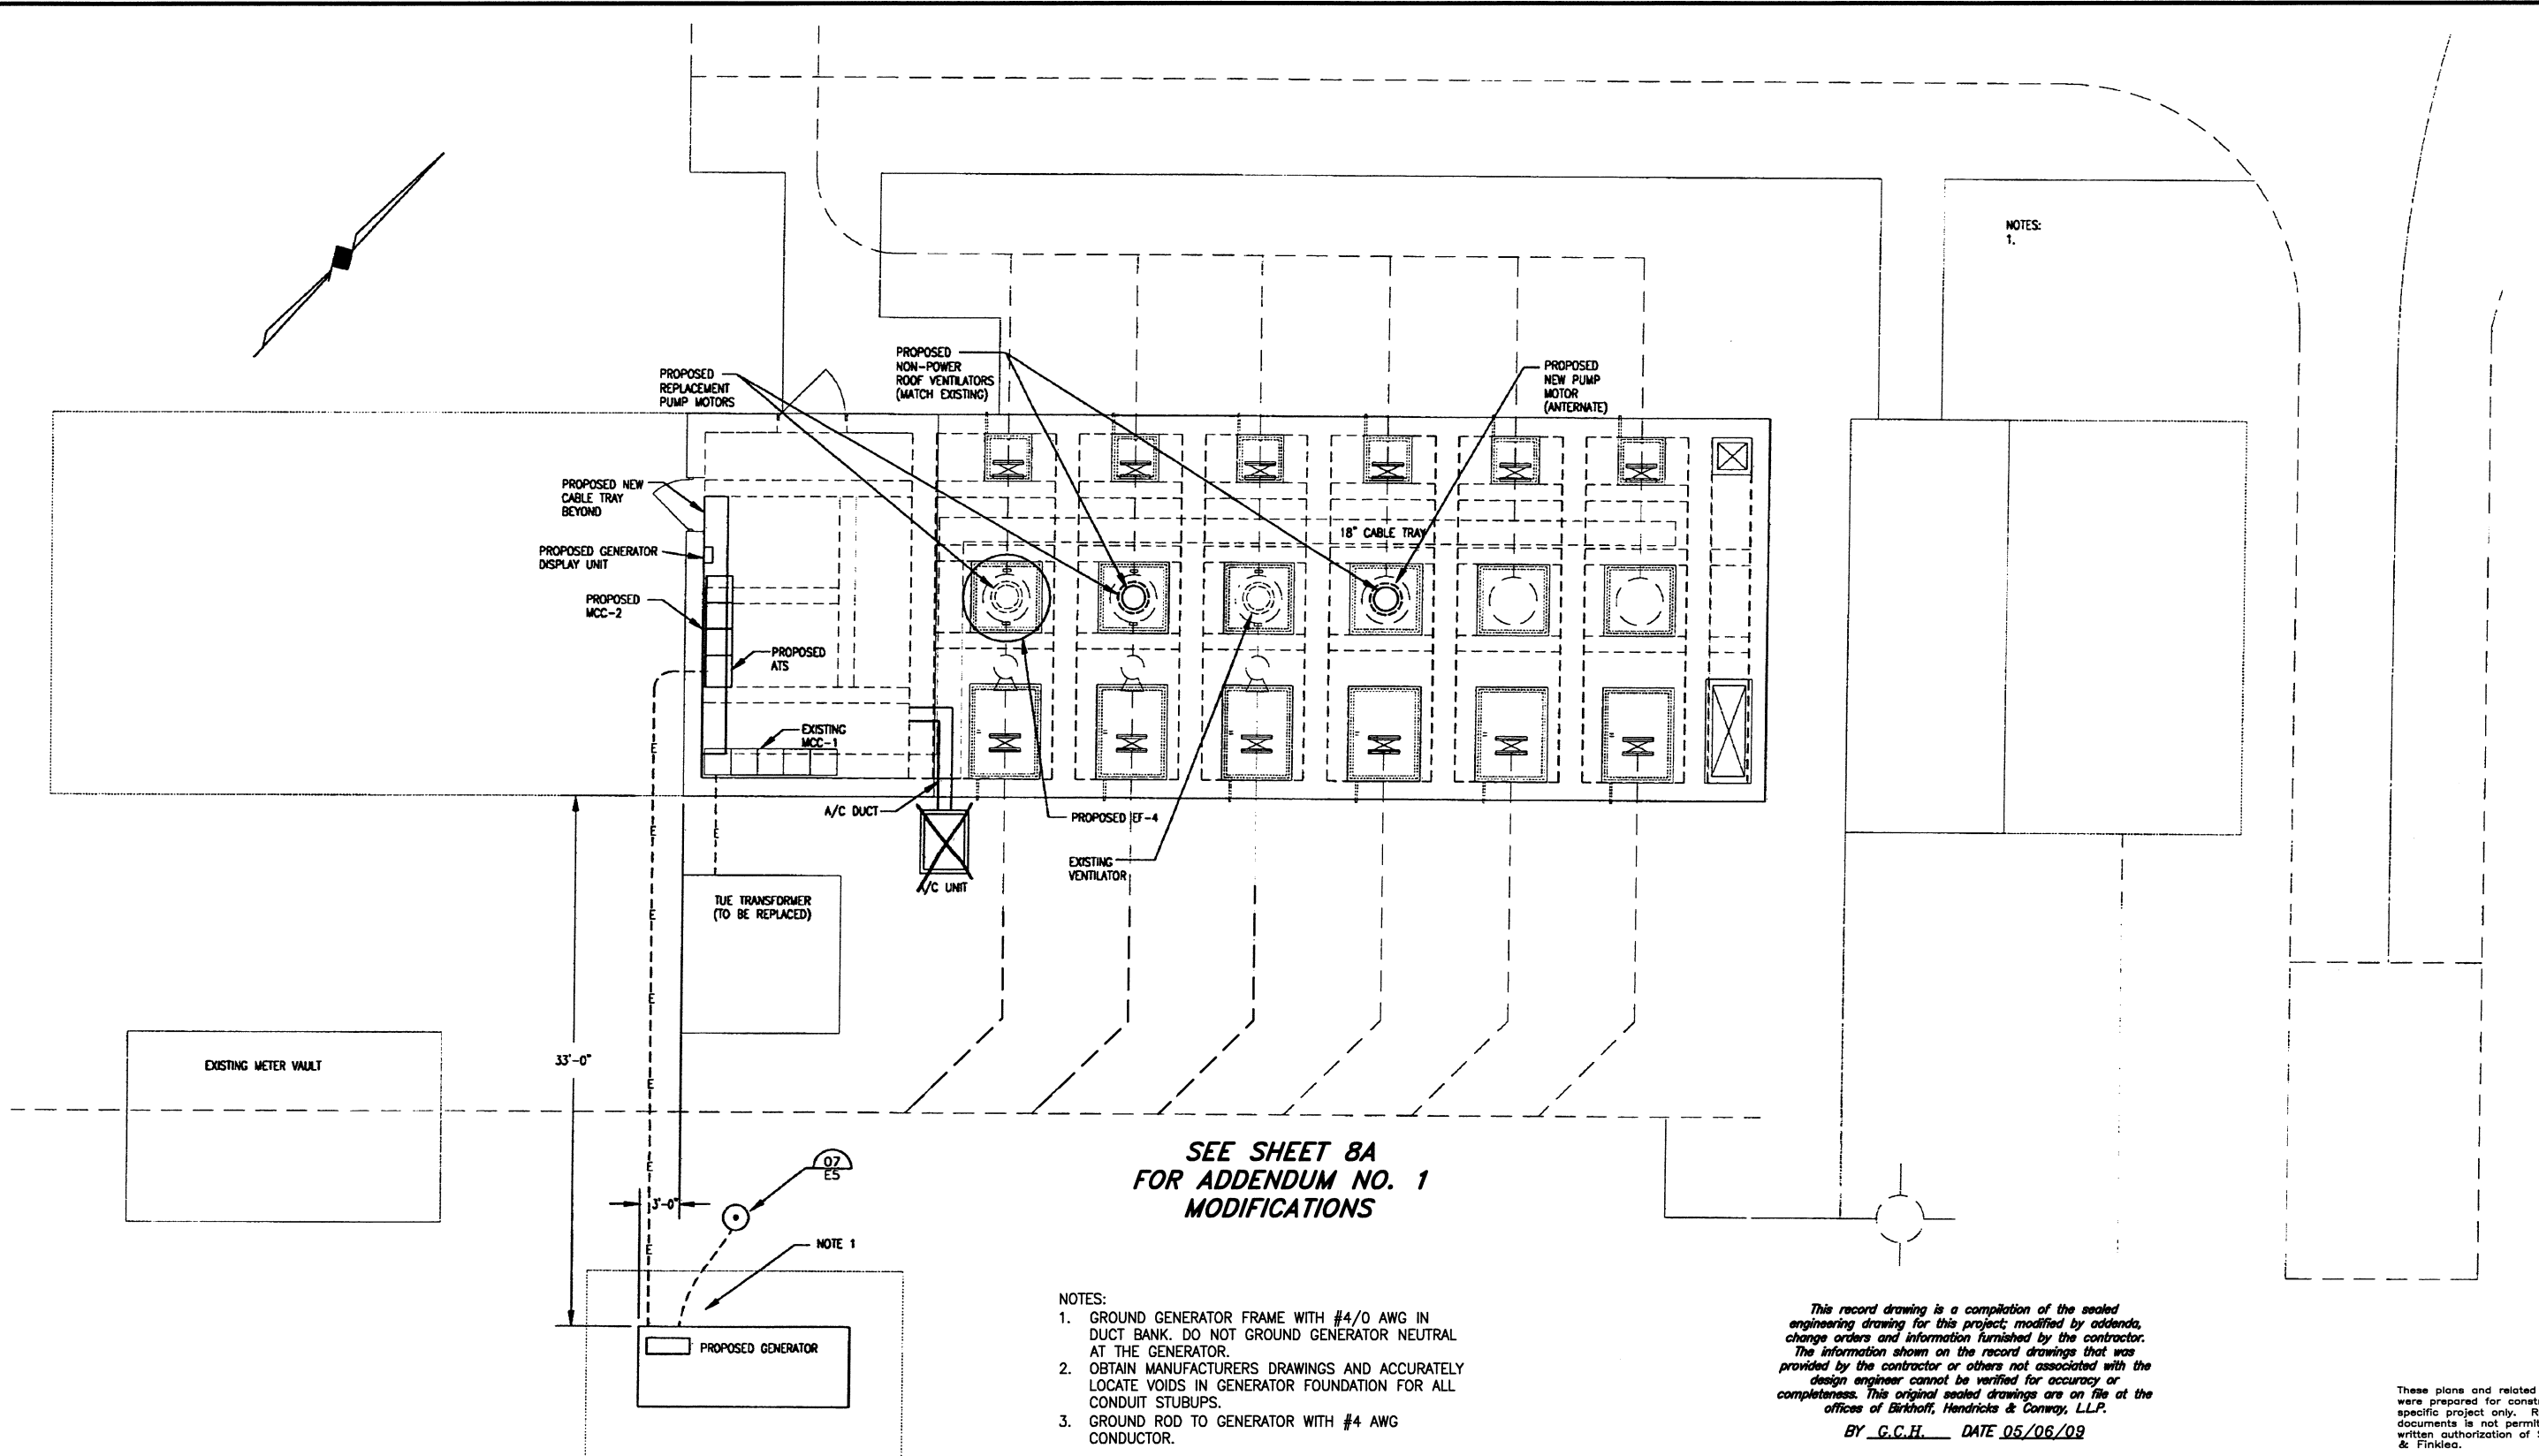 NOTES:
1.
PROPOSED
REPLACEMENT
PUMP MOTORS
PROPOSED
NON-POWER
ROOF VENTILATORS
(MATCH EXISTING)
PROPOSED
NEW PUMP
MOTOR
(ANTERNATE)
PROPOSED NEW
CABLE TRAY
BEYOND
18" CABLE TRAY
PROPOSED GENERATOR
DISPLAY UNIT
PROPOSED
MCC-2
PROPOSED
ATS
EXISTING
MCC-1
E
E
A/C DUCT
PROPOSED EF-4
EXISTING
VENTILATOR
A/C UNIT
E
E
TUE TRANSFORMER
(TO BE REPLACED)
E
E
33'-0"
EXISTING METER VAULT
E
SEE SHEET 8A
FOR ADDENDUM NO. 1
MODIFICATIONS
07
E5
E
3'-0"
NOTE 1
E
PROPOSED GENERATOR
NOTES:
1. GROUND GENERATOR FRAME WITH #4/0 AWG IN
DUCT BANK. DO NOT GROUND GENERATOR NEUTRAL
AT THE GENERATOR.
2. OBTAIN MANUFACTURERS DRAWINGS AND ACCURATELY
LOCATE VOIDS IN GENERATOR FOUNDATION FOR ALL
CONDUIT STUBUPS.
3. GROUND ROD TO GENERATOR WITH #4 AWG
CONDUCTOR.
This record drawing is a compilation of the sealed
engineering drawing for this project; modified by addenda,
change orders and information furnished by the contractor.
The information shown on the record drawings that was
provided by the contractor or others not associated with the
design engineer cannot be verified for accuracy or
completeness. This original sealed drawings are on file at the
offices of Birkhoff, Hendricks & Conway, L.L.P.
BY G.C.H. DATE 05/06/09
These plans and related
were prepared for
specific project only.
documents is not
written authorization of
& Finklea.